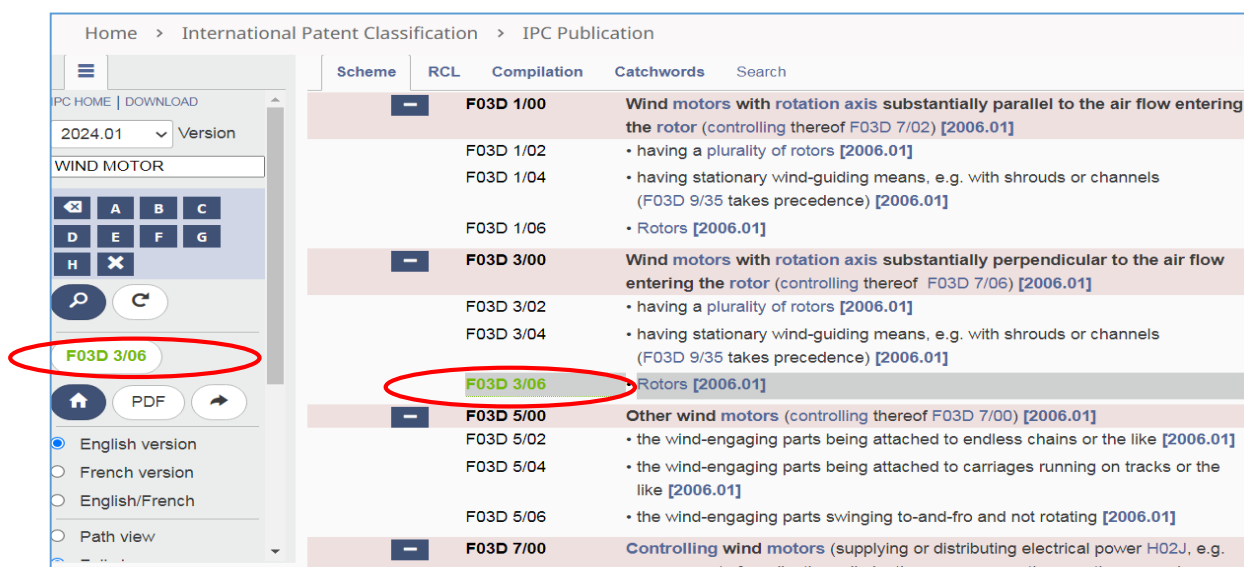 Home > International Patent Classification > IPC Publication
Scheme RCL Compilation Catchwords Search
IPC HOME | DOWNLOAD
2024.01 Version
WIND MOTOR
A B C
D E F G
H
F03D 3/06
PDF
English version
French version
English/French
Path view
F03D 1/00 Wind motors with rotation axis substantially parallel to the air flow entering
the rotor (controlling thereof F03D 7/02) [2006.01]
F03D 1/02 • having a plurality of rotors [2006.01]
F03D 1/04 • having stationary wind-guiding means, e.g. with shrouds or channels
(F03D 9/35 takes precedence) [2006.01]
F03D 1/06 • Rotors [2006.01]
F03D 3/00 Wind motors with rotation axis substantially perpendicular to the air flow
entering the rotor (controlling thereof F03D 7/06) [2006.01]
F03D 3/02 • having a plurality of rotors [2006.01]
F03D 3/04 • having stationary wind-guiding means, e.g. with shrouds or channels
(F03D 9/35 takes precedence) [2006.01]
F03D 3/06 • Rotors [2006.01]
F03D 5/00 Other wind motors (controlling thereof F03D 7/00) [2006.01]
F03D 5/02 • the wind-engaging parts being attached to endless chains or the like [2006.01]
F03D 5/04 • the wind-engaging parts being attached to carriages running on tracks or the
like [2006.01]
F03D 5/06 • the wind-engaging parts swinging to-and-fro and not rotating [2006.01]
F03D 7/00 Controlling wind motors (supplying or distributing electrical power H02J, e.g.